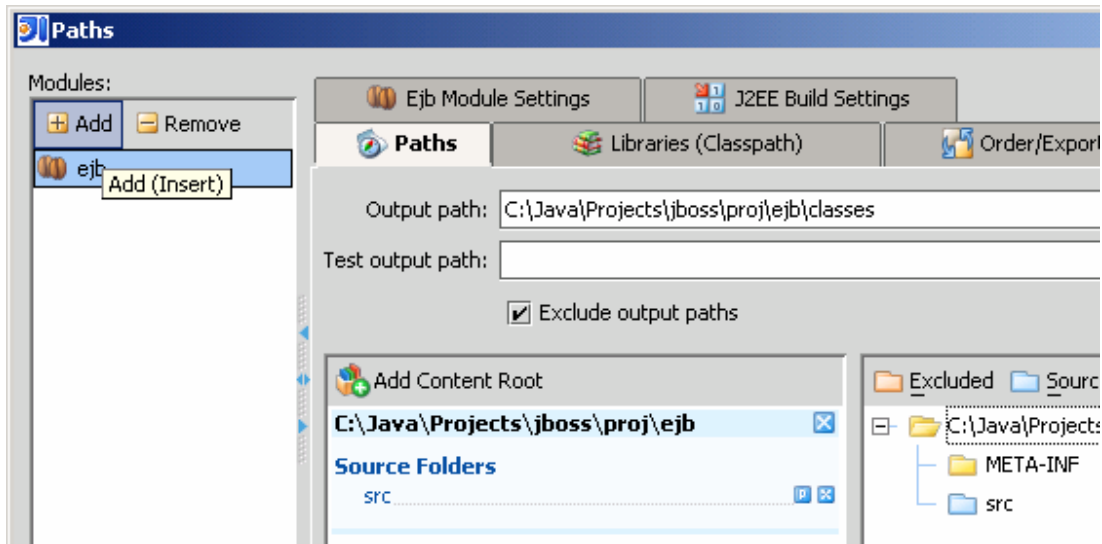 Paths
Modules:
Add Remove
ejb
Add (Insert)
Ejb Module Settings J2EE Build Settings
Paths Libraries (Classpath) Order/Export
Output path: C:\Java\Projects\jboss\proj\ejb\classes
Test output path:
Exclude output paths
Add Content Root
C:\Java\Projects\jboss\proj\ejb
Source Folders
src
Excluded Sourc
C:\Java\Projects
META-INF
src